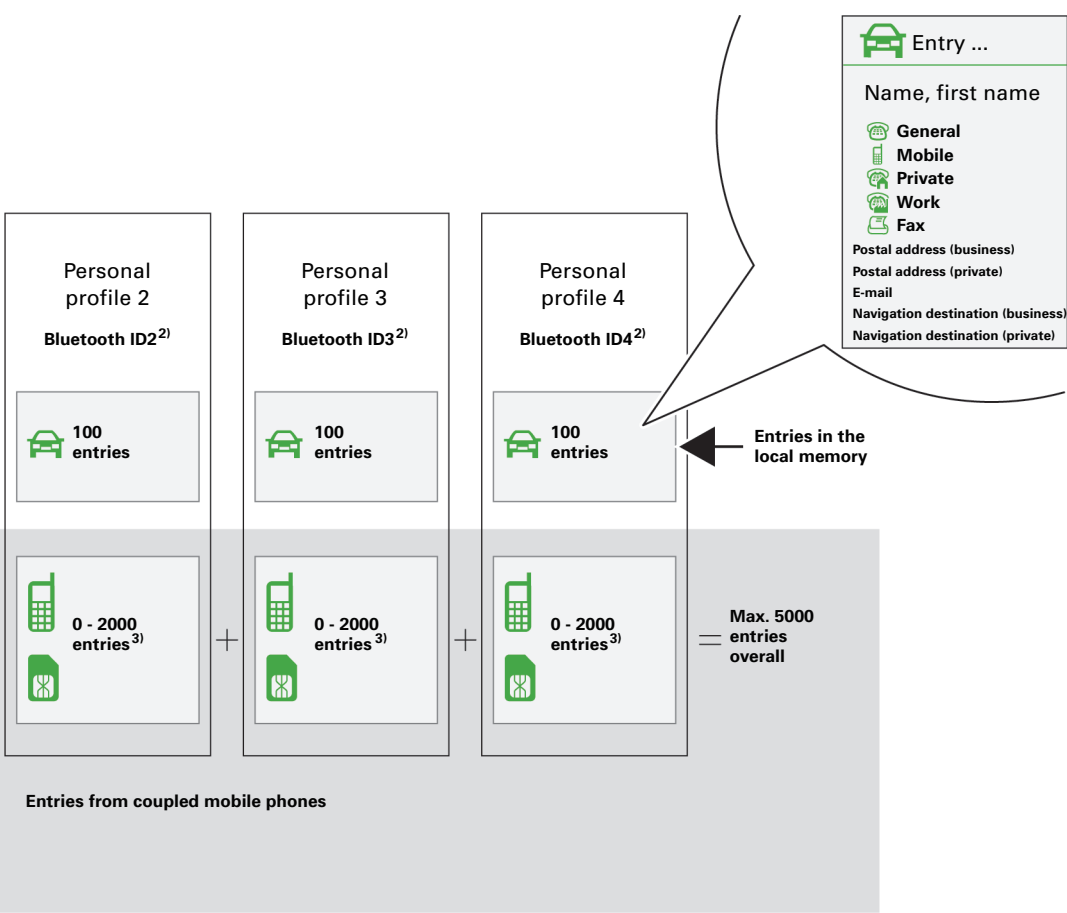 Entry ...
Name, first name
General
Mobile
Private
Work
Fax
Postal address (business)
Postal address (private)
E-mail
Navigation destination (business)
Navigation destination (private)
Personal
profile 2
Bluetooth ID2²⁾
100
entries
0 - 2000
entries³⁾
+
Personal
profile 3
Bluetooth ID3²⁾
100
entries
0 - 2000
entries³⁾
+
Personal
profile 4
Bluetooth ID4²⁾
100
entries
0 - 2000
entries³⁾
Entries in the
local memory
=
Max. 5000
entries
overall
Entries from coupled mobile phones